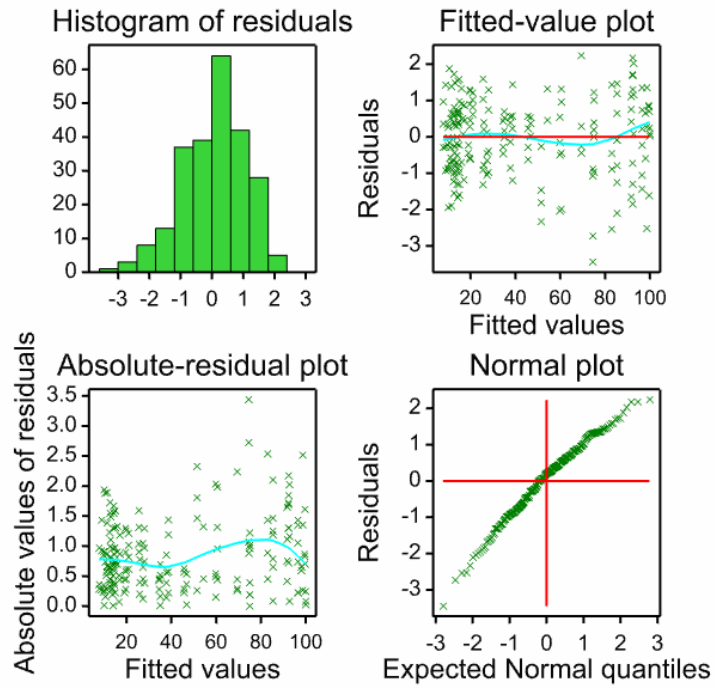 Histogram of residuals
60
50
40
30
20
10
0
-3 -2 -1 0 1 2 3
Fitted-value plot
Residuals
2
1
0
-1
-2
-3
20 40 60 80 100
Fitted values
Absolute-residual plot
Absolute values of residuals
3.5
3.0
2.5
2.0
1.5
1.0
0.5
0.0
20 40 60 80 100
Fitted values
Normal plot
Residuals
2
1
0
-1
-2
-3
-3 -2 -1 0 1 2 3
Expected Normal quantiles